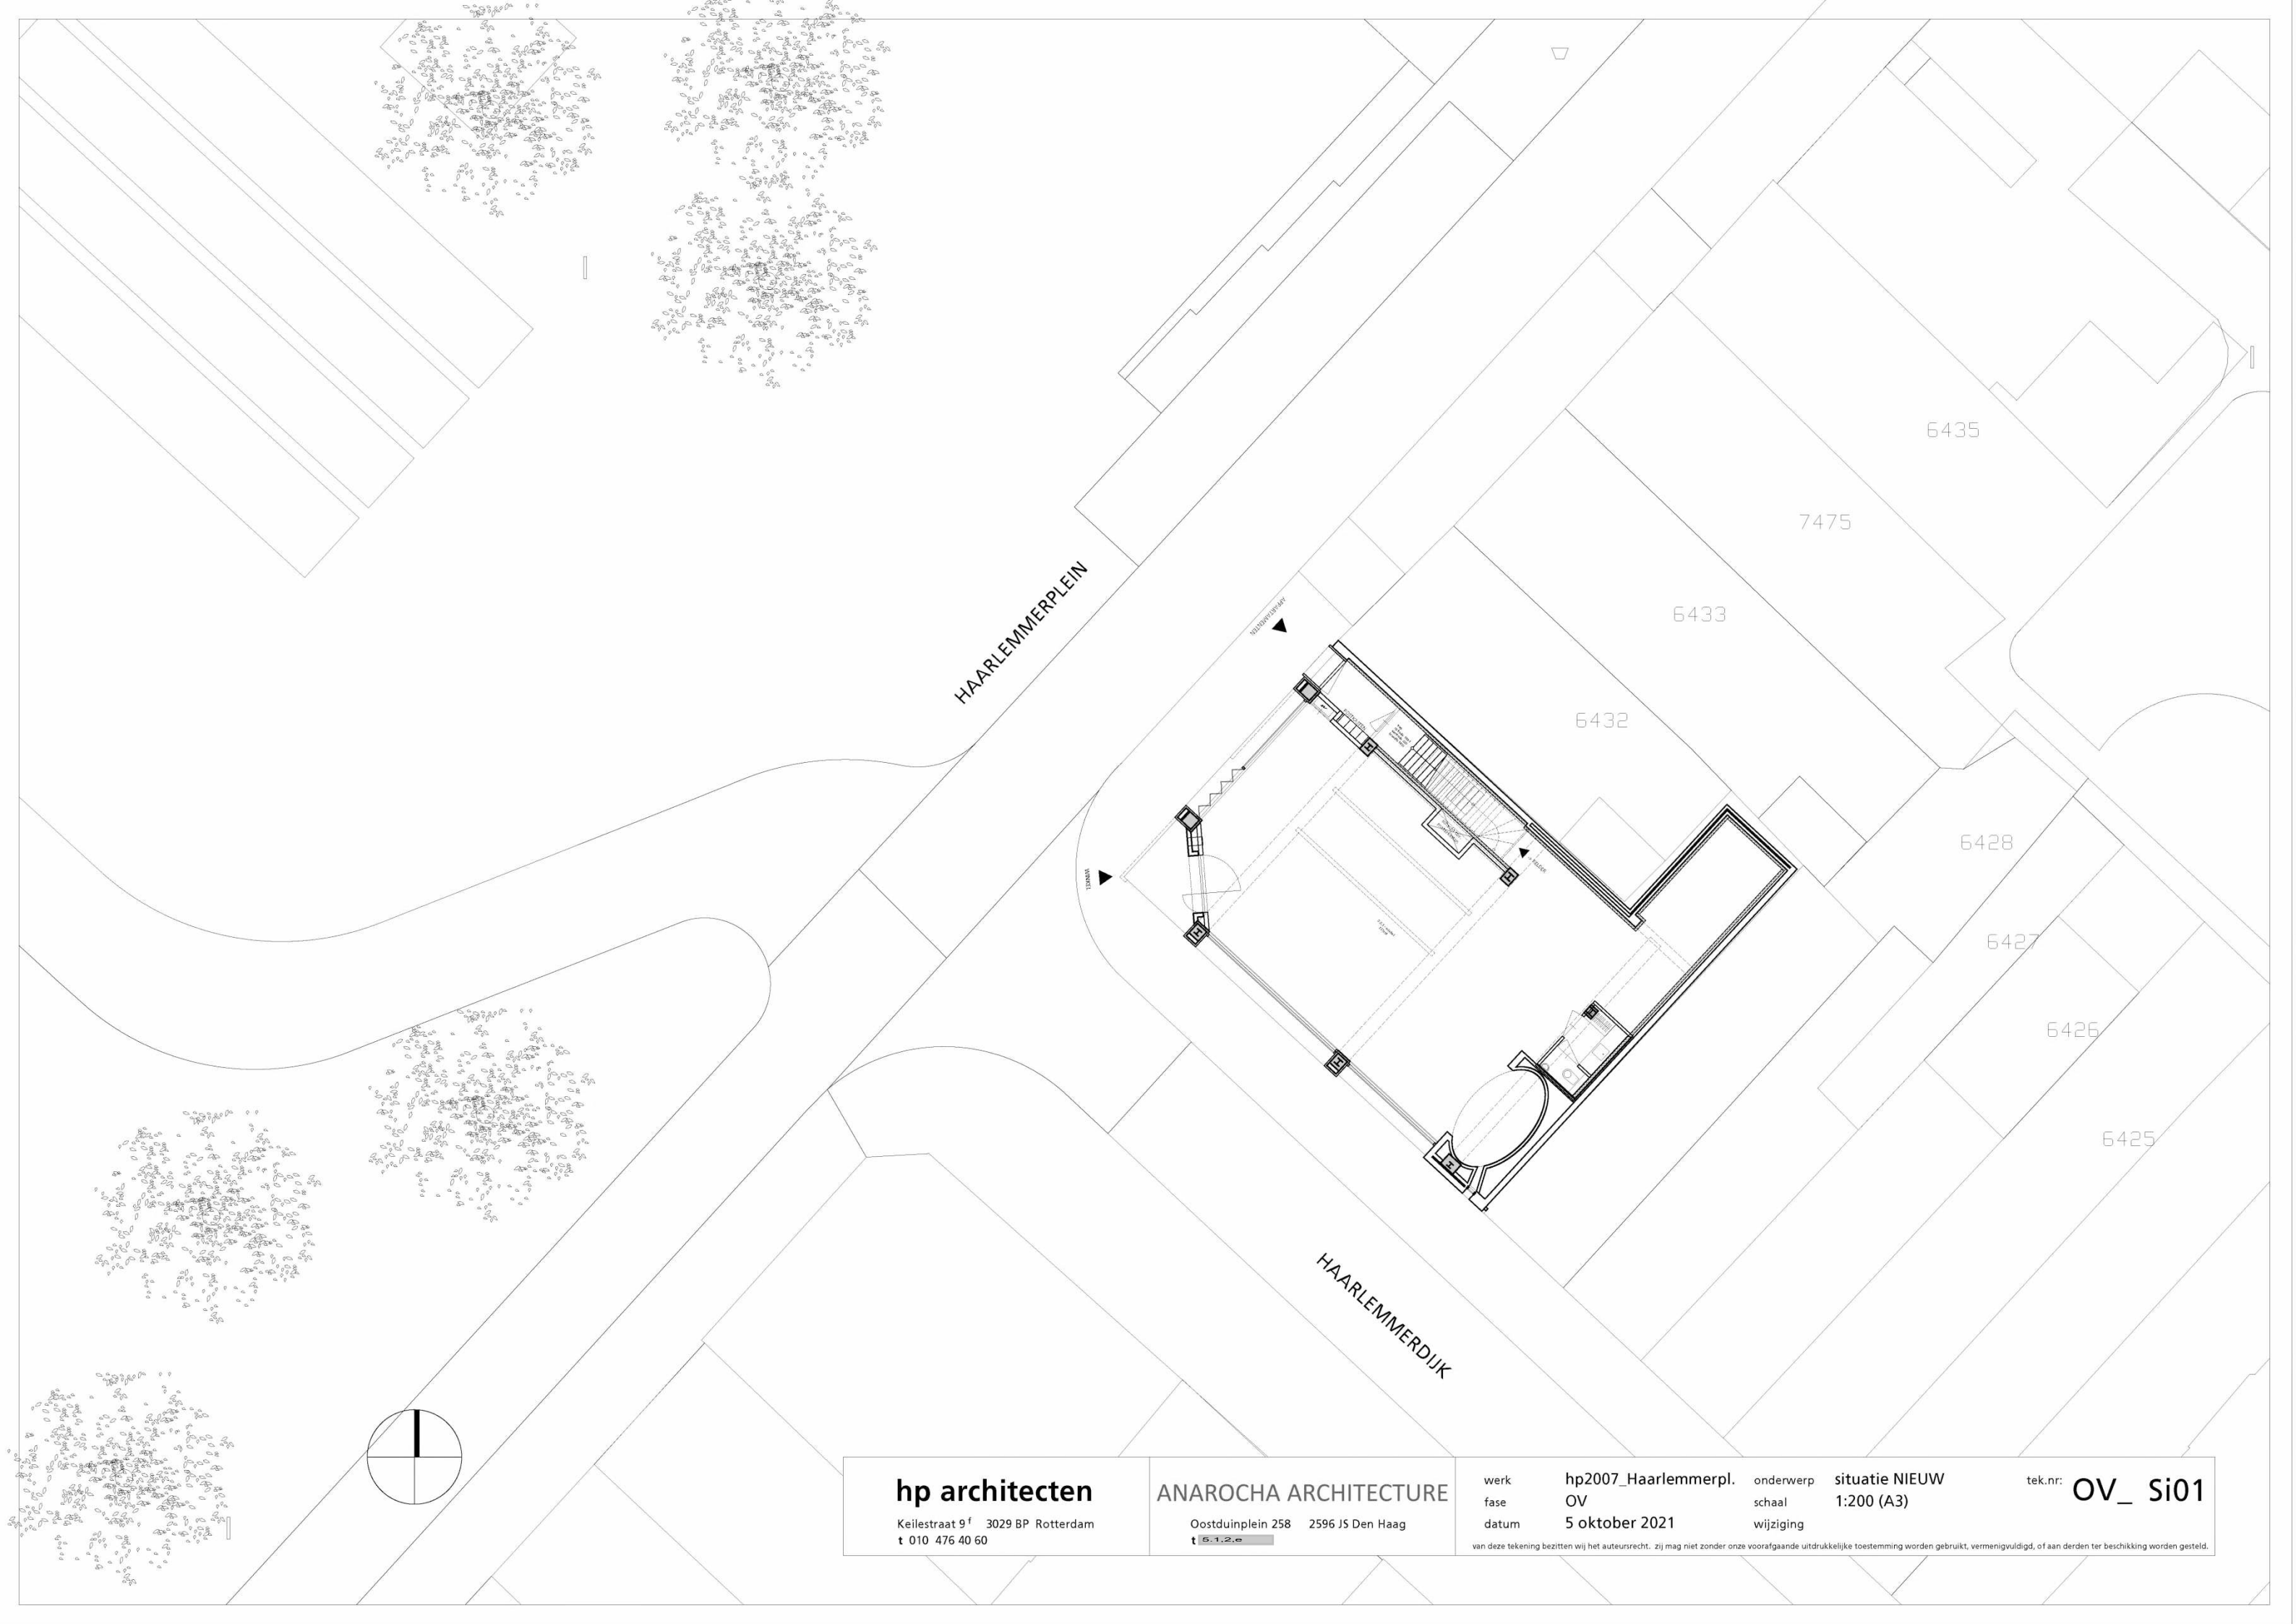 6435
7475
6433
6432
6428
6427
6426
6425
HAARLEMMERPLEIN
APPARTEMENTEN
WINKEL
HAARLEMMERDIJK
hp architecten
Keilestraat 9f 3029 BP Rotterdam
t 010 476 40 60
ANAROCHA ARCHITECTURE
Oostduinplein 258 2596 JS Den Haag
t 5.1.2.e
werk hp2007_Haarlemmerpl.
fase OV
datum 5 oktober 2021
onderwerp situatie NIEUW
schaal 1:200 (A3)
wijziging
tek.nr: OV_ Si01
van deze tekening bezitten wij het auteursrecht. zij mag niet zonder onze voorafgaande uitdrukkelijke toestemming worden gebruikt, vermenigvuldigd, of aan derden ter beschikking worden gesteld.